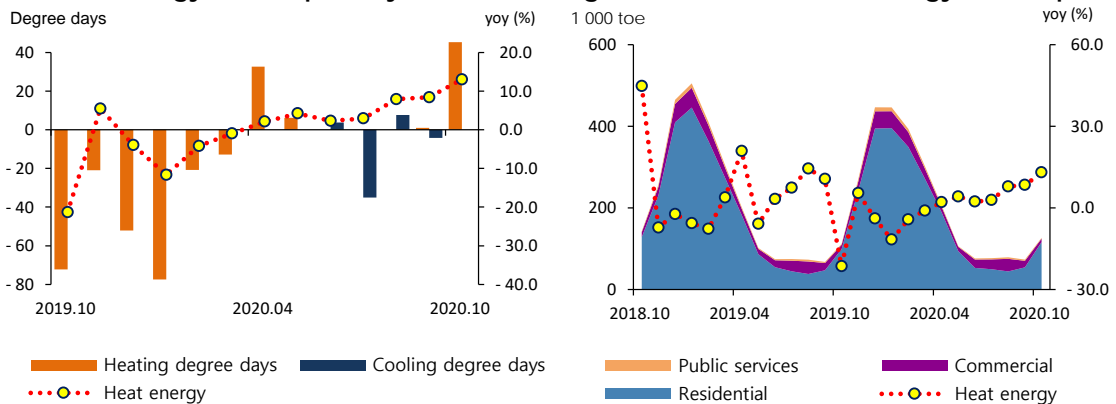 Degree days
yoy (%)
40
20
0
- 20
- 40
- 60
- 80
20.0
10.0
0.0
- 10.0
- 20.0
- 30.0
- 40.0
2019.10
2020.04
2020.10
Heating degree days
Cooling degree days
Heat energy
1 000 toe
yoy (%)
600
400
200
0
60.0
30.0
0.0
- 30.0
2018.10
2019.04
2019.10
2020.04
2020.10
Public services
Commercial
Residential
Heat energy